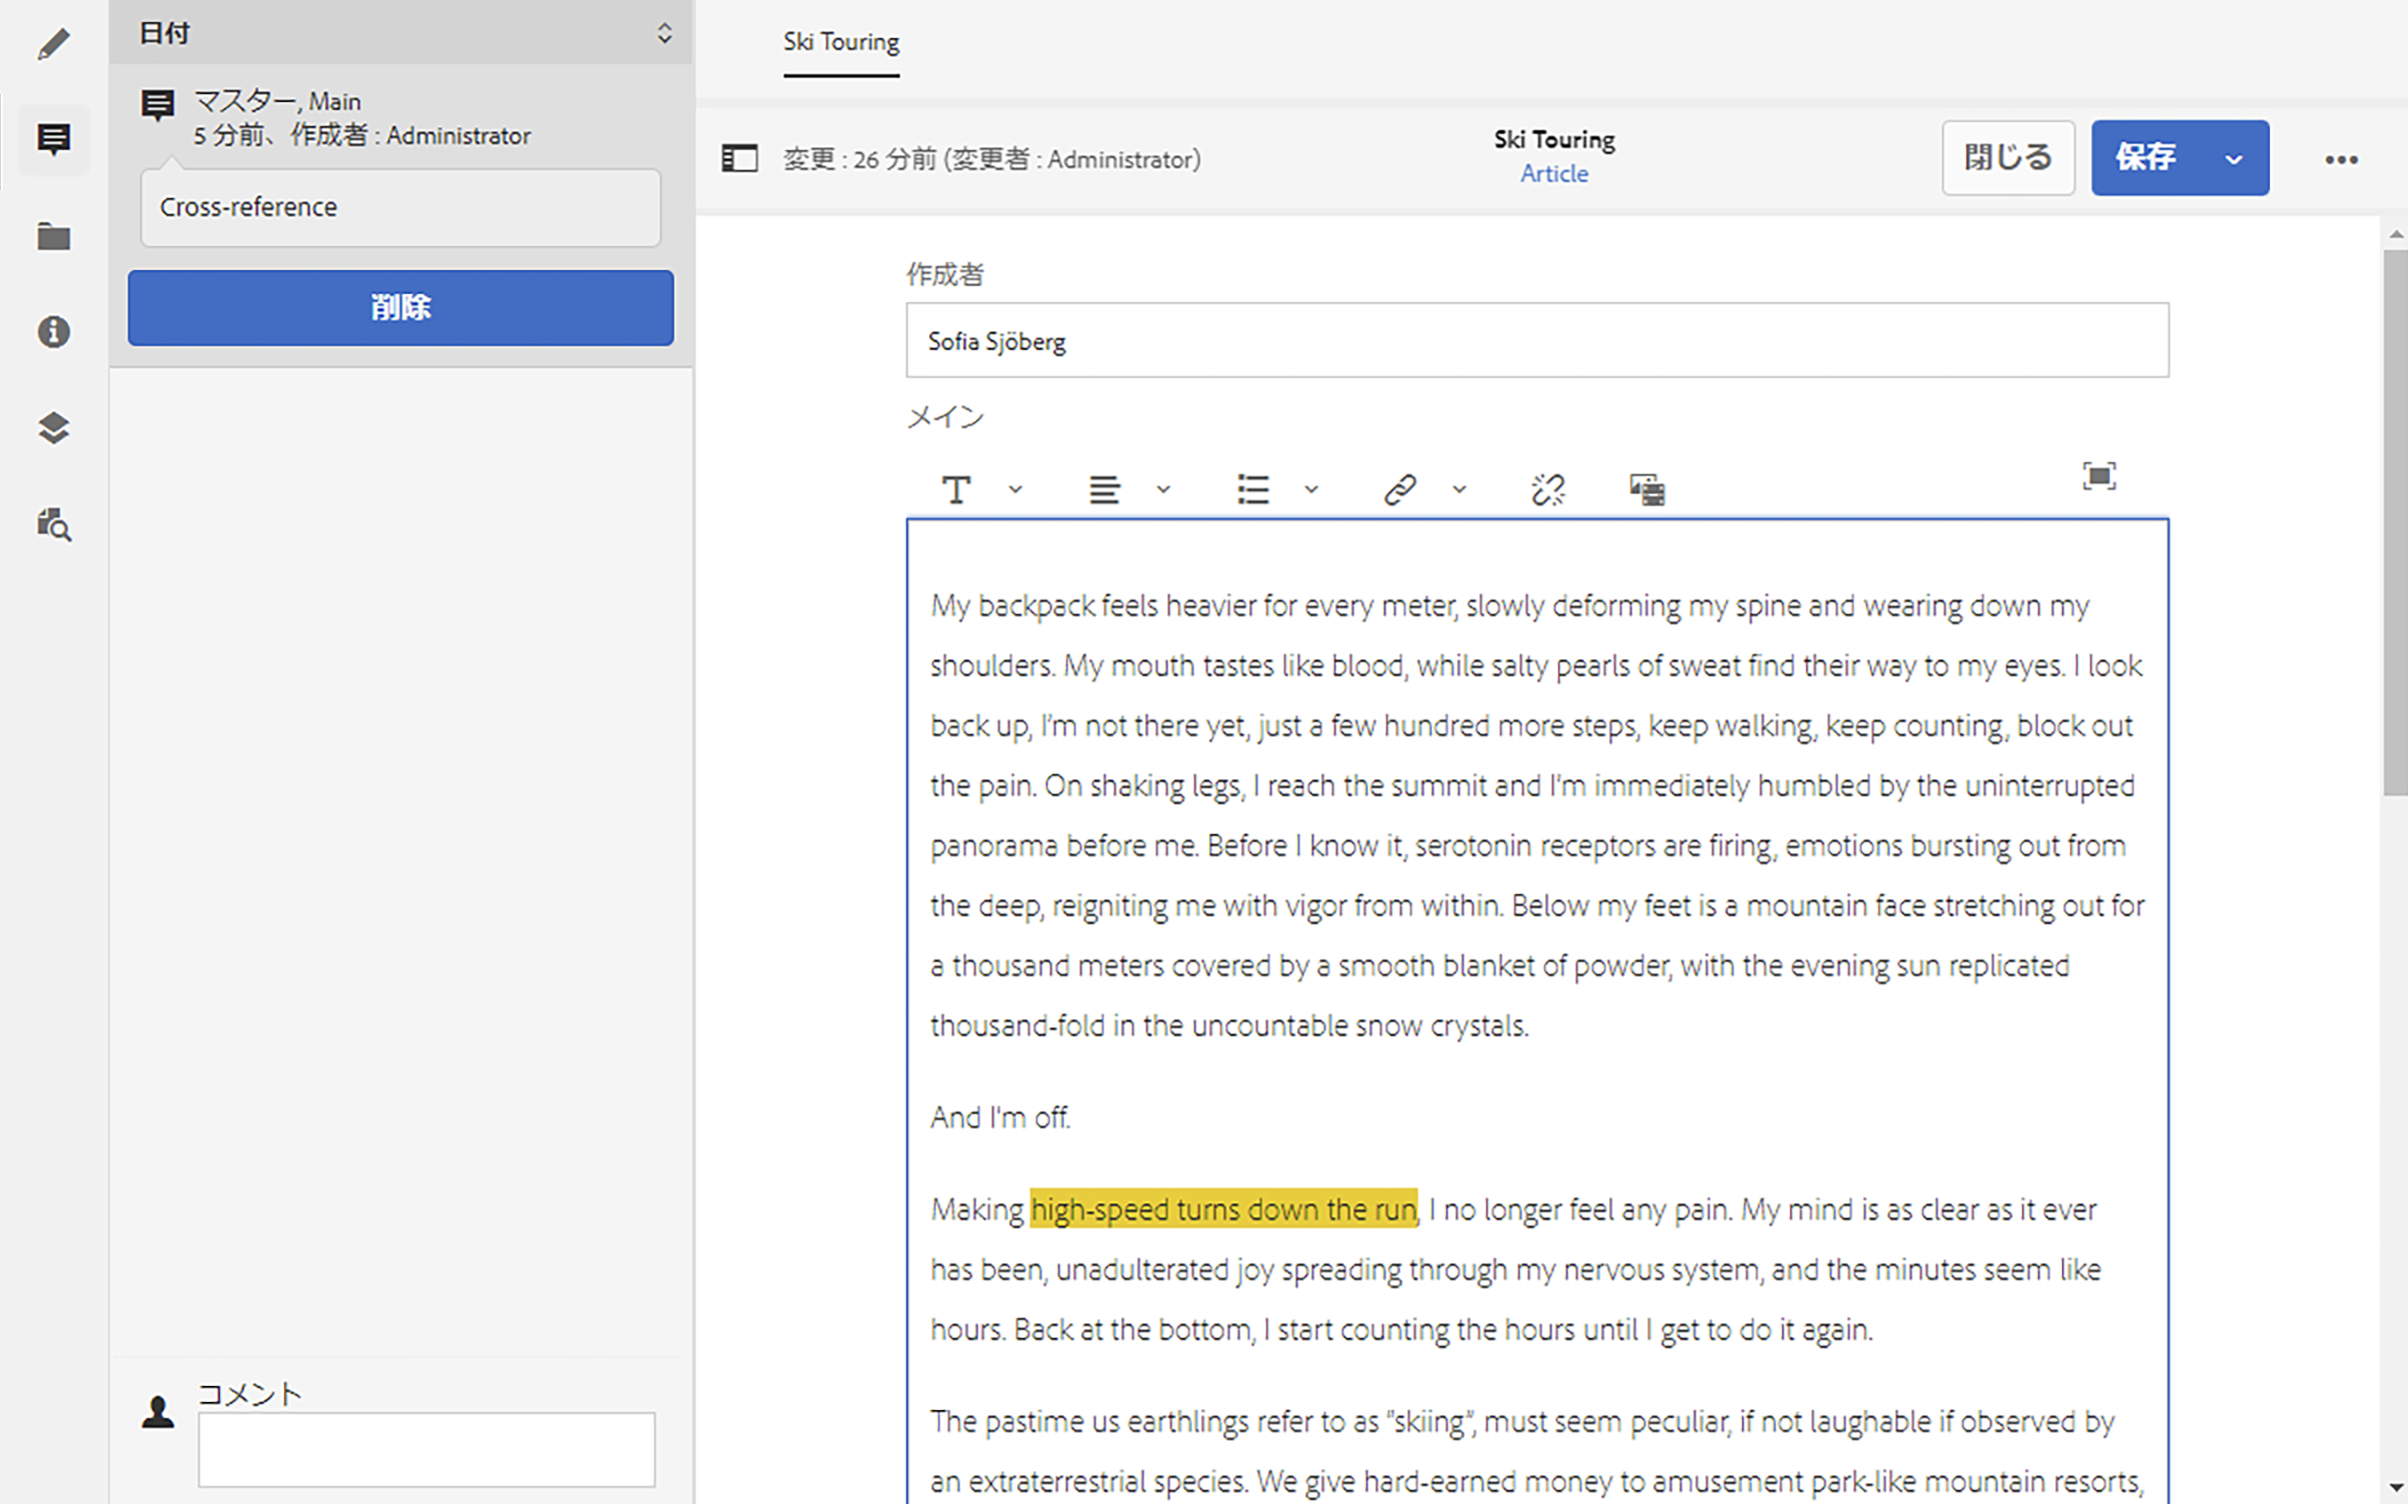 日付
マスター, Main
5 分前、作成者 : Administrator
Cross-reference
削除
コメント
Ski Touring
変更 : 26 分前 (変更者 : Administrator)
Ski Touring
Article
閉じる
保存
作成者
Sofia Sjöberg
メイン
My backpack feels heavier for every meter, slowly deforming my spine and wearing down my
shoulders. My mouth tastes like blood, while salty pearls of sweat find their way to my eyes. I look
back up, I'm not there yet, just a few hundred more steps, keep walking, keep counting, block out
the pain. On shaking legs, I reach the summit and I'm immediately humbled by the uninterrupted
panorama before me. Before I know it, serotonin receptors are firing, emotions bursting out from
the deep, reigniting me with vigor from within. Below my feet is a mountain face stretching out for
a thousand meters covered by a smooth blanket of powder, with the evening sun replicated
thousand-fold in the uncountable snow crystals.
And I'm off.
Making high-speed turns down the run, I no longer feel any pain. My mind is as clear as it ever
has been, unadulterated joy spreading through my nervous system, and the minutes seem like
hours. Back at the bottom, I start counting the hours until I get to do it again.
The pastime us earthlings refer to as "skiing", must seem peculiar, if not laughable if observed by
an extraterrestrial species. We give hard-earned money to amusement park-like mountain resorts,